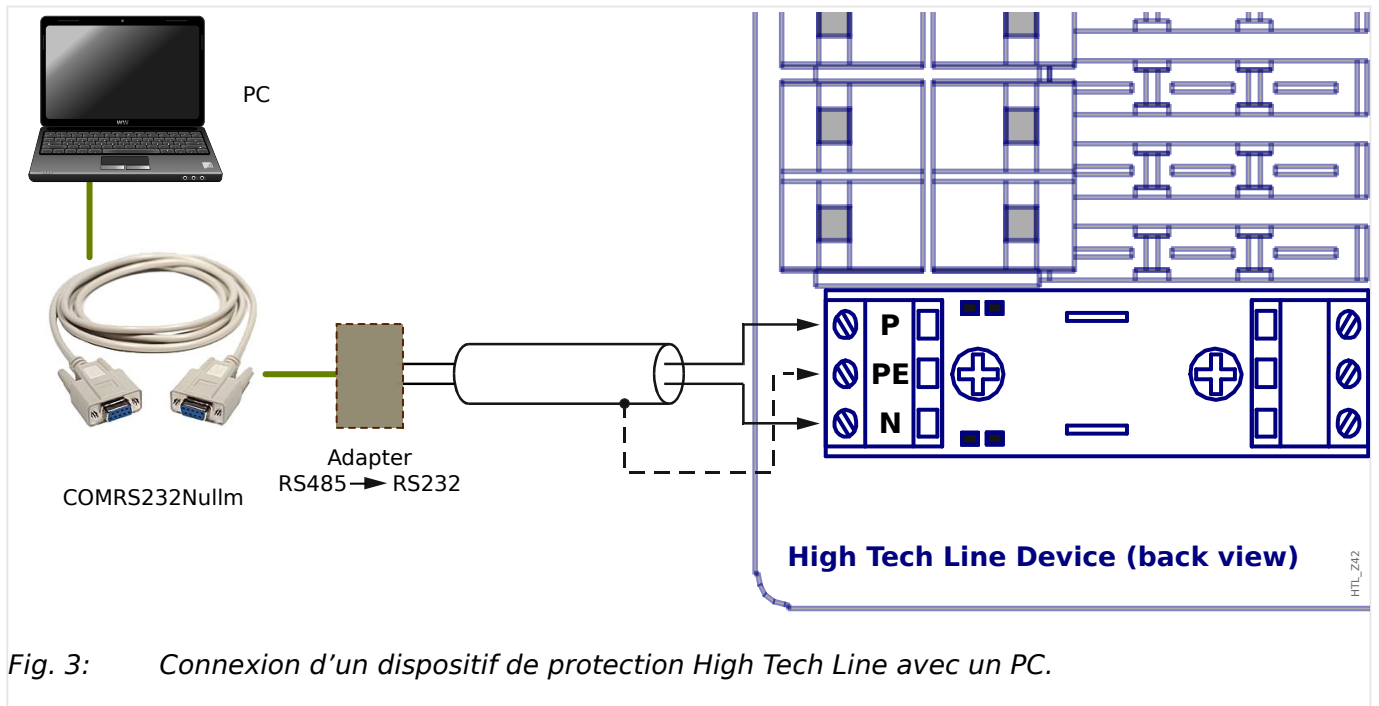 PC
P
PE
N
Adapter
RS485 RS232
COMRS232Nullm
High Tech Line Device (back view)
HTL_Z42
Fig. 3: Connexion d’un dispositif de protection High Tech Line avec un PC.